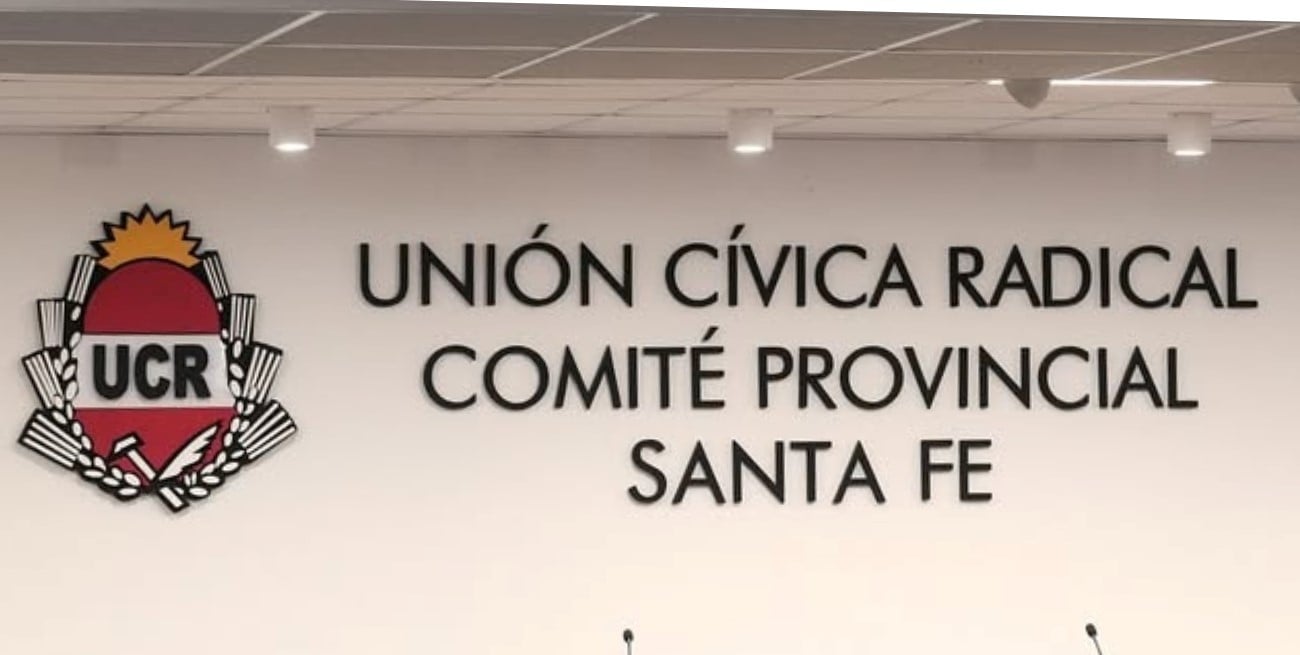 UCR
UNIÓN CÍVICA RADICAL
COMITÉ PROVINCIAL
SANTA FE